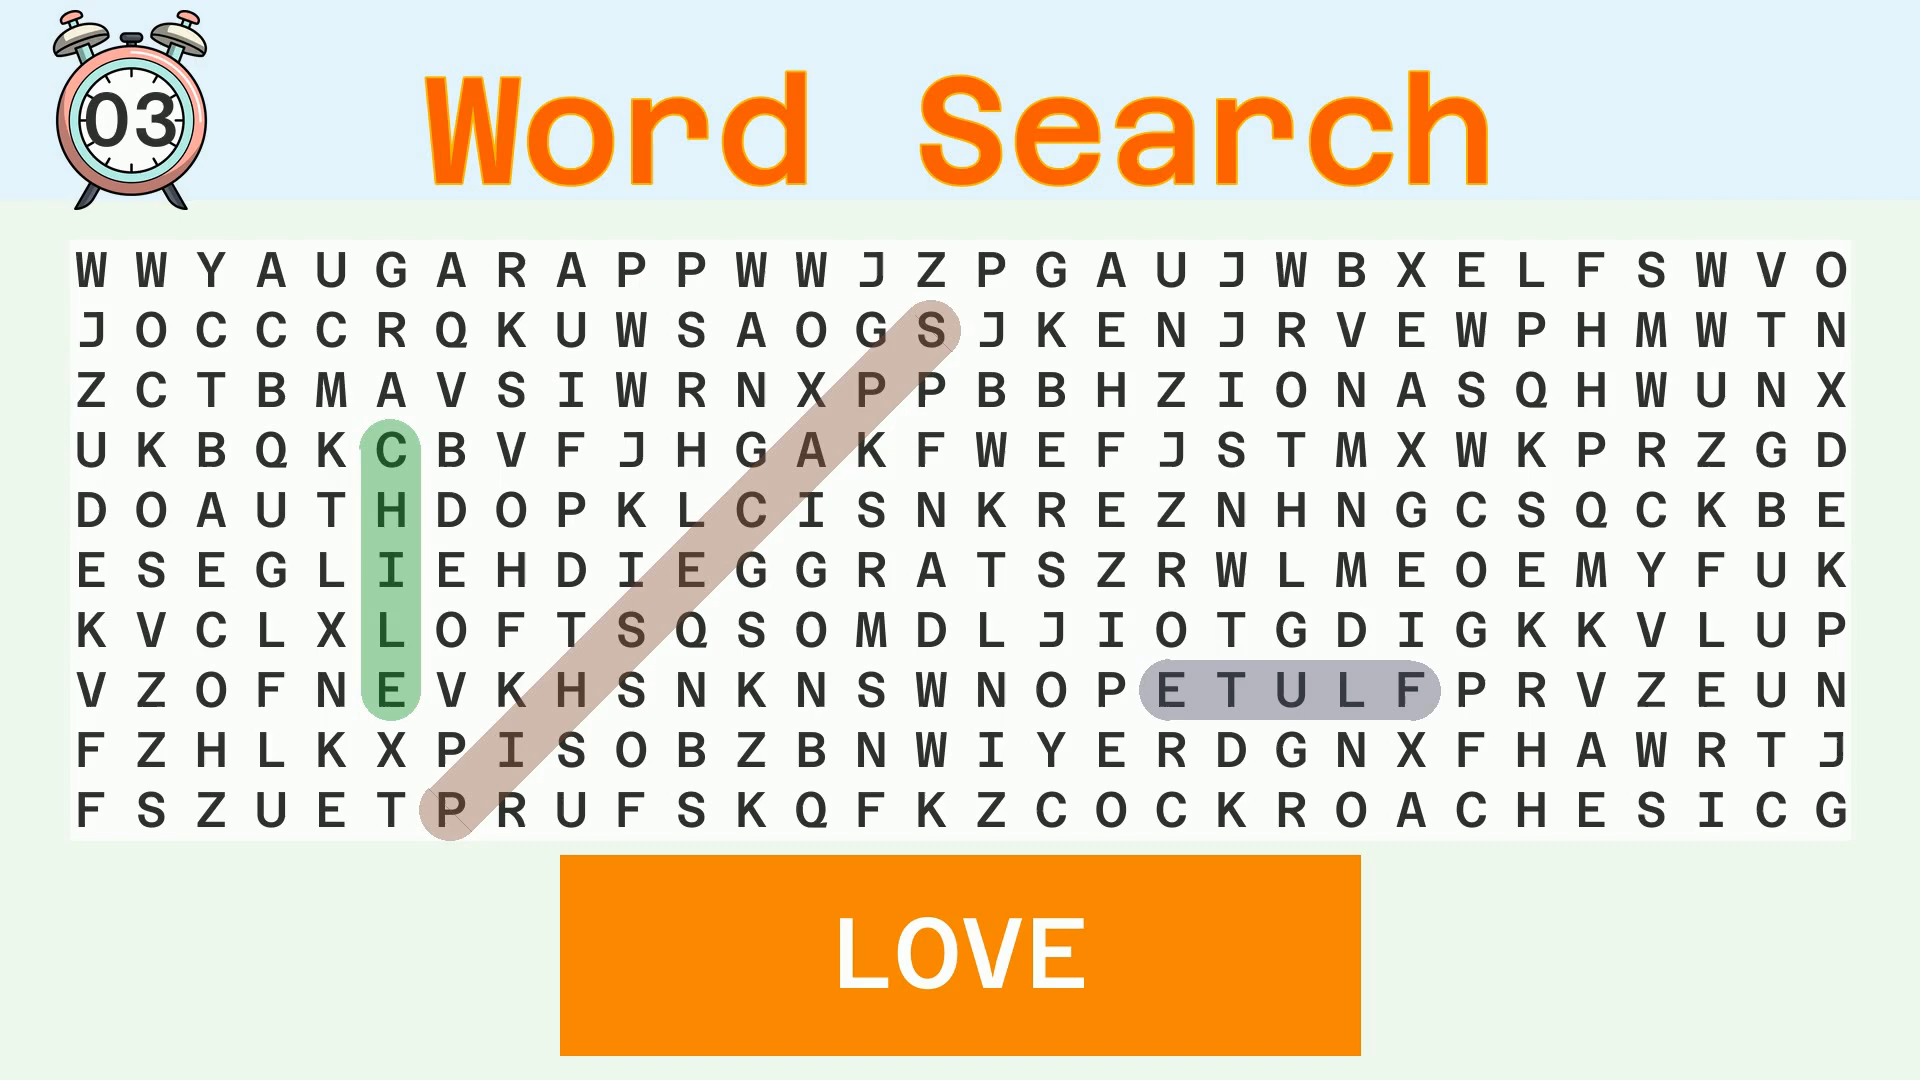 03
Word Search
W W Y A U G A R A P P W W J Z P G A U J W B X E L F S W V O
J O C C C R Q K U W S A O G S J K E N J R V E W P H M W T N
Z C T B M A V S I W R N X P P B B H Z I O N A S Q H W U N X
U K B Q K C B V F J H G A K F W E F J S T M X W K P R Z G D
D O A U T H D O P K L C I S N K R E Z N H N G C S Q C K B E
E S E G L I E H D I E G G R A T S Z R W L M E O E M Y F U K
K V C L X L O F T S Q S O M D L J I O T G D I G K K V L U P
V Z O F N E V K H S N K N S W N O P E T U L F P R V Z E U N
F Z H L K X P I S O B Z B N W I Y E R D G N X F H A W R T J
F S Z U E T P R U F S K Q F K Z C O C K R O A C H E S I C G
LOVE